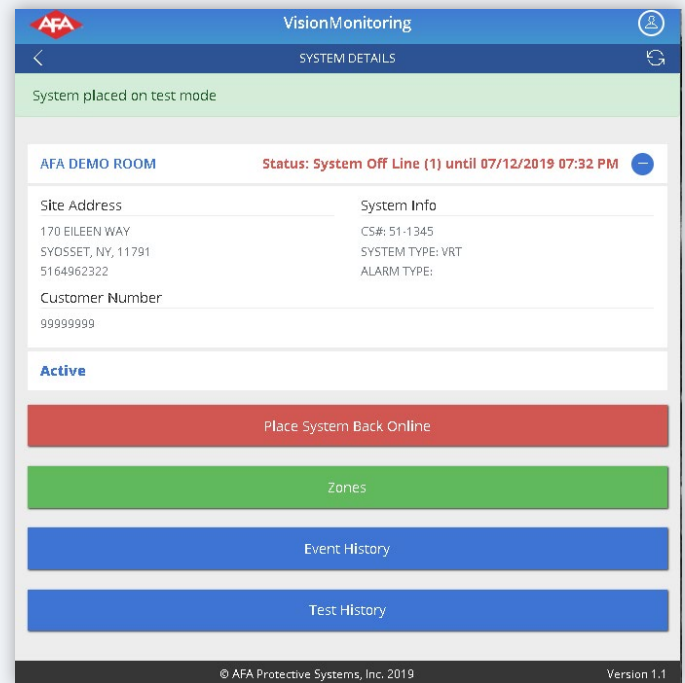 AFA
VisionMonitoring
SYSTEM DETAILS
System placed on test mode
AFA DEMO ROOM
Status: System Off Line (1) until 07/12/2019 07:32 PM
Site Address
170 EILEEN WAY
SYOSSET, NY, 11791
5164962322
System Info
CS#: 51-1345
SYSTEM TYPE: VRT
ALARM TYPE:
Customer Number
99999999
Active
Place System Back Online
Zones
Event History
Test History
© AFA Protective Systems, Inc. 2019
Version 1.1